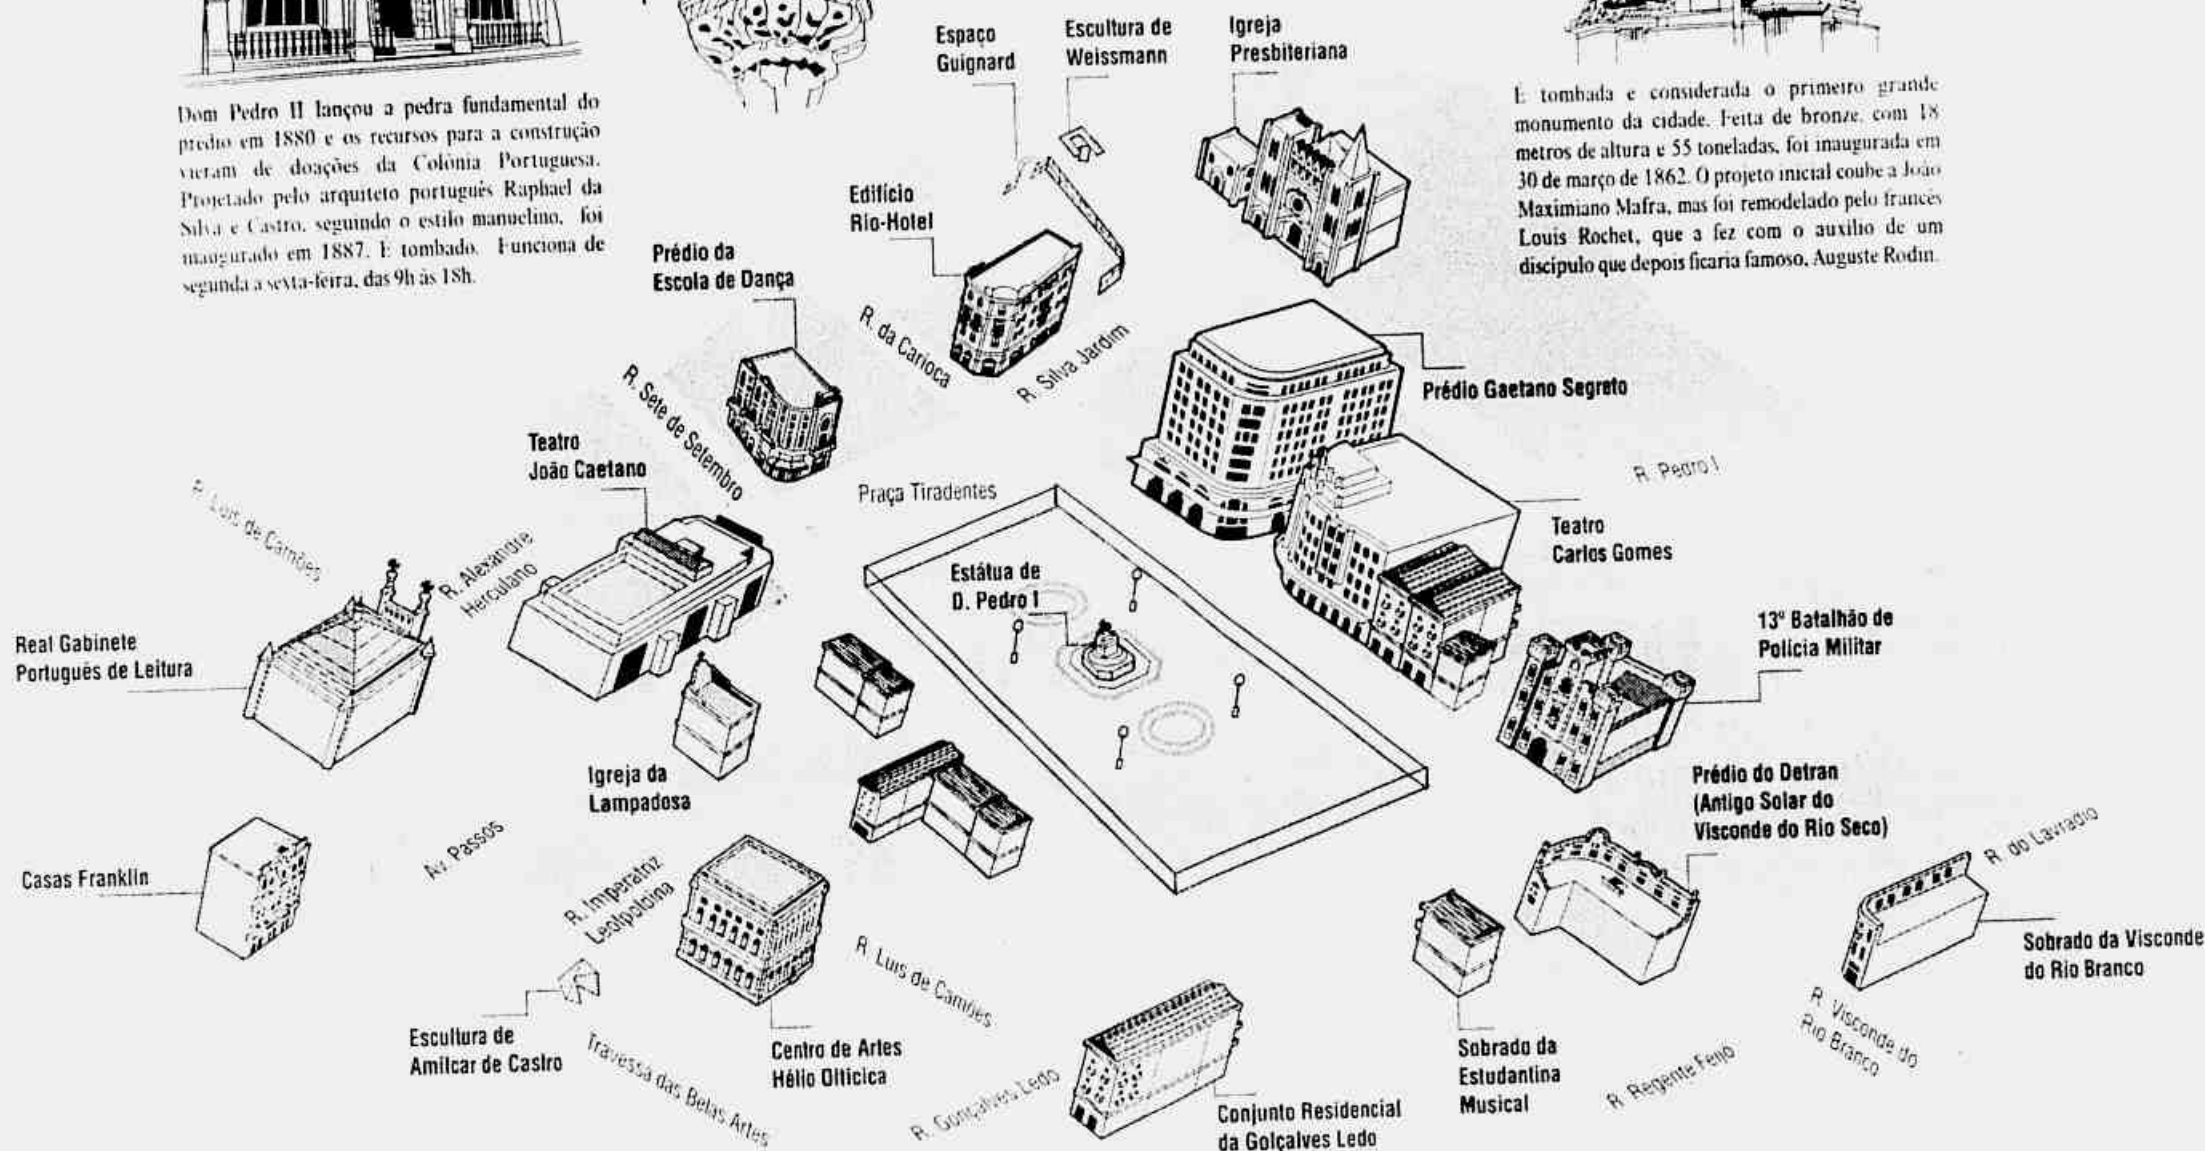 Dom Pedro II lançou a pedra fundamental do
predio em 1880 e os recursos para a construção
vieram de doações da Colônia Portuguesa.
Projetado pelo arquiteto português Raphael da
Silva e Castro, seguindo o estilo manuelino, foi
inaugurado em 1887. É tombado. Funciona de
segunda a sexta-feira, das 9h às 18h.
Espaço
Guignard
Escultura de
Weissmann
Igreja
Presbiteriana
É tombada e considerada o primeiro grande
monumento da cidade. Feita de bronze, com 18
metros de altura e 55 toneladas, foi inaugurada em
30 de março de 1862. O projeto inicial coube a João
Maximiano Mafra, mas foi remodelado pelo francês
Louis Rochet, que a fez com o auxílio de um
discípulo que depois ficaria famoso, Auguste Rodin.
Edifício
Rio-Hotel
Prédio da
Escola de Dança
R. da Carioca
R. Silva Jardim
Prédio Gaetano Segreto
R. Sete de Setembro
Teatro
João Caetano
Praça Tiradentes
R. Pedro I
R. Luis de Camões
R. Alexandre
Herculano
Teatro
Carlos Gomes
Estátua de
D. Pedro I
Real Gabinete
Português de Leitura
13º Batalhão de
Polícia Militar
Igreja da
Lampadosa
Prédio do Detran
(Antigo Solar do
Visconde do Rio Seco)
Casas Franklin
Av. Passos
R. Imperatriz
Leolpoldina
R. do Lavradio
R. Luis de Camões
Sobrado da Visconde
do Rio Branco
Escultura de
Amilcar de Castro
Travessa das Belas Artes
Centro de Artes
Hélio Oiticica
R. Gonçalves Ledo
Conjunto Residencial
da Golçalves Ledo
Sobrado da
Estudantina
Musical
R. Regente Feijó
R. Visconde do
Rio Branco